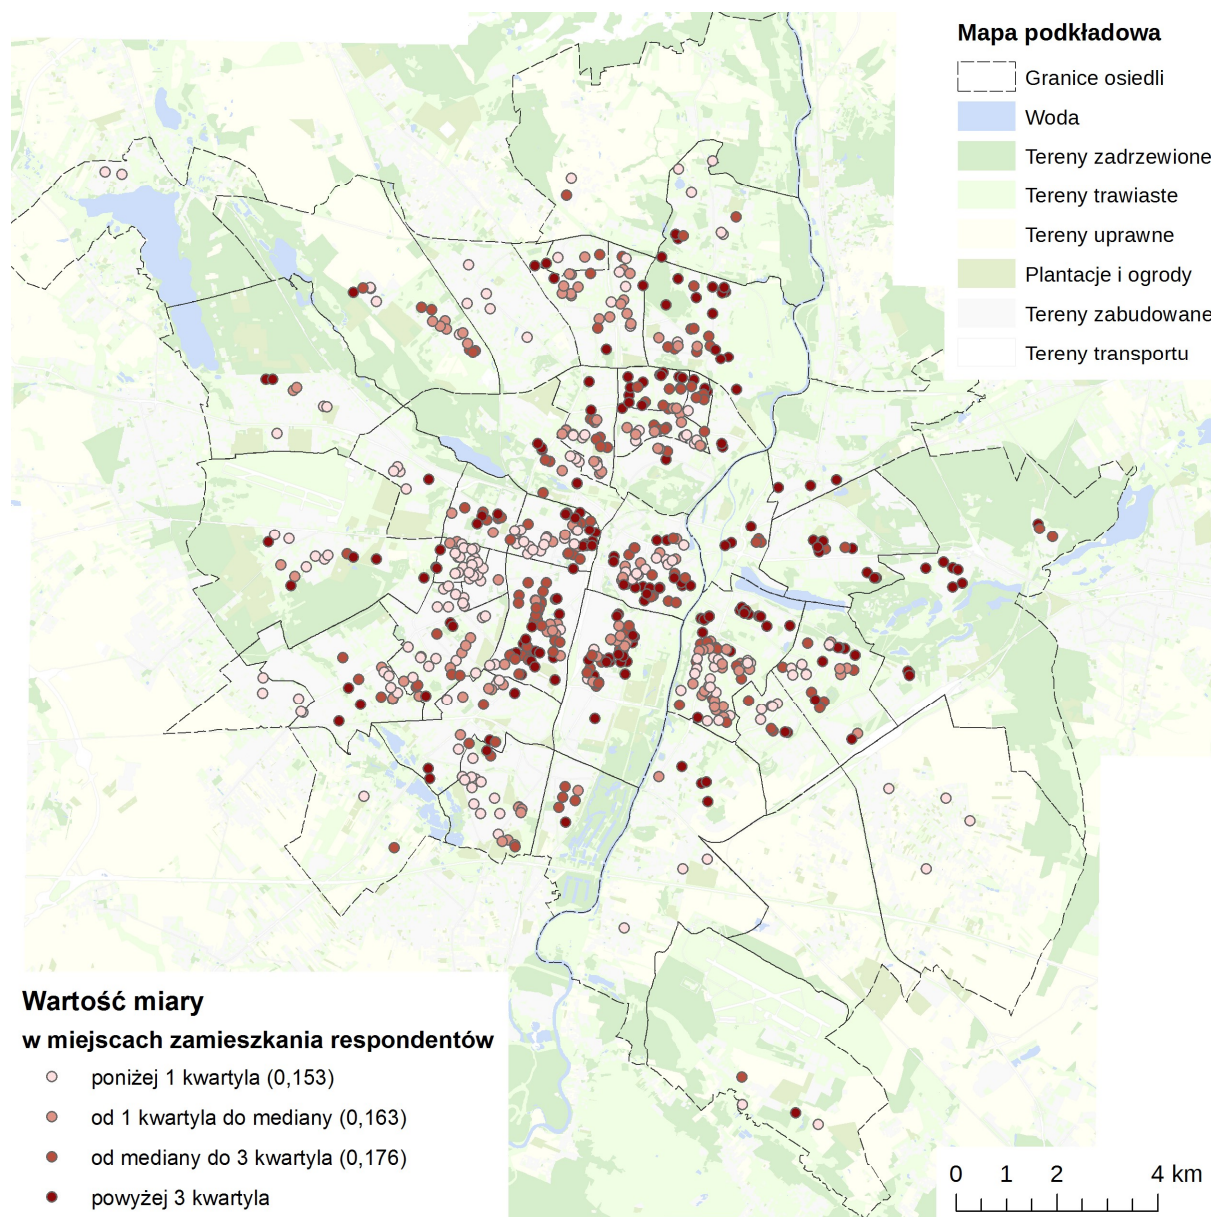 Mapa podkładowa
Granice osiedli
Woda
Tereny zadrzewione
Tereny trawiaste
Tereny uprawne
Plantacje i ogrody
Tereny zabudowane
Tereny transportu
Wartość miary
w miejscach zamieszkania respondentów
poniżej 1 kwartyla (0,153)
od 1 kwartyla do mediany (0,163)
od mediany do 3 kwartyla (0,176)
powyżej 3 kwartyla
0 1 2 4 km